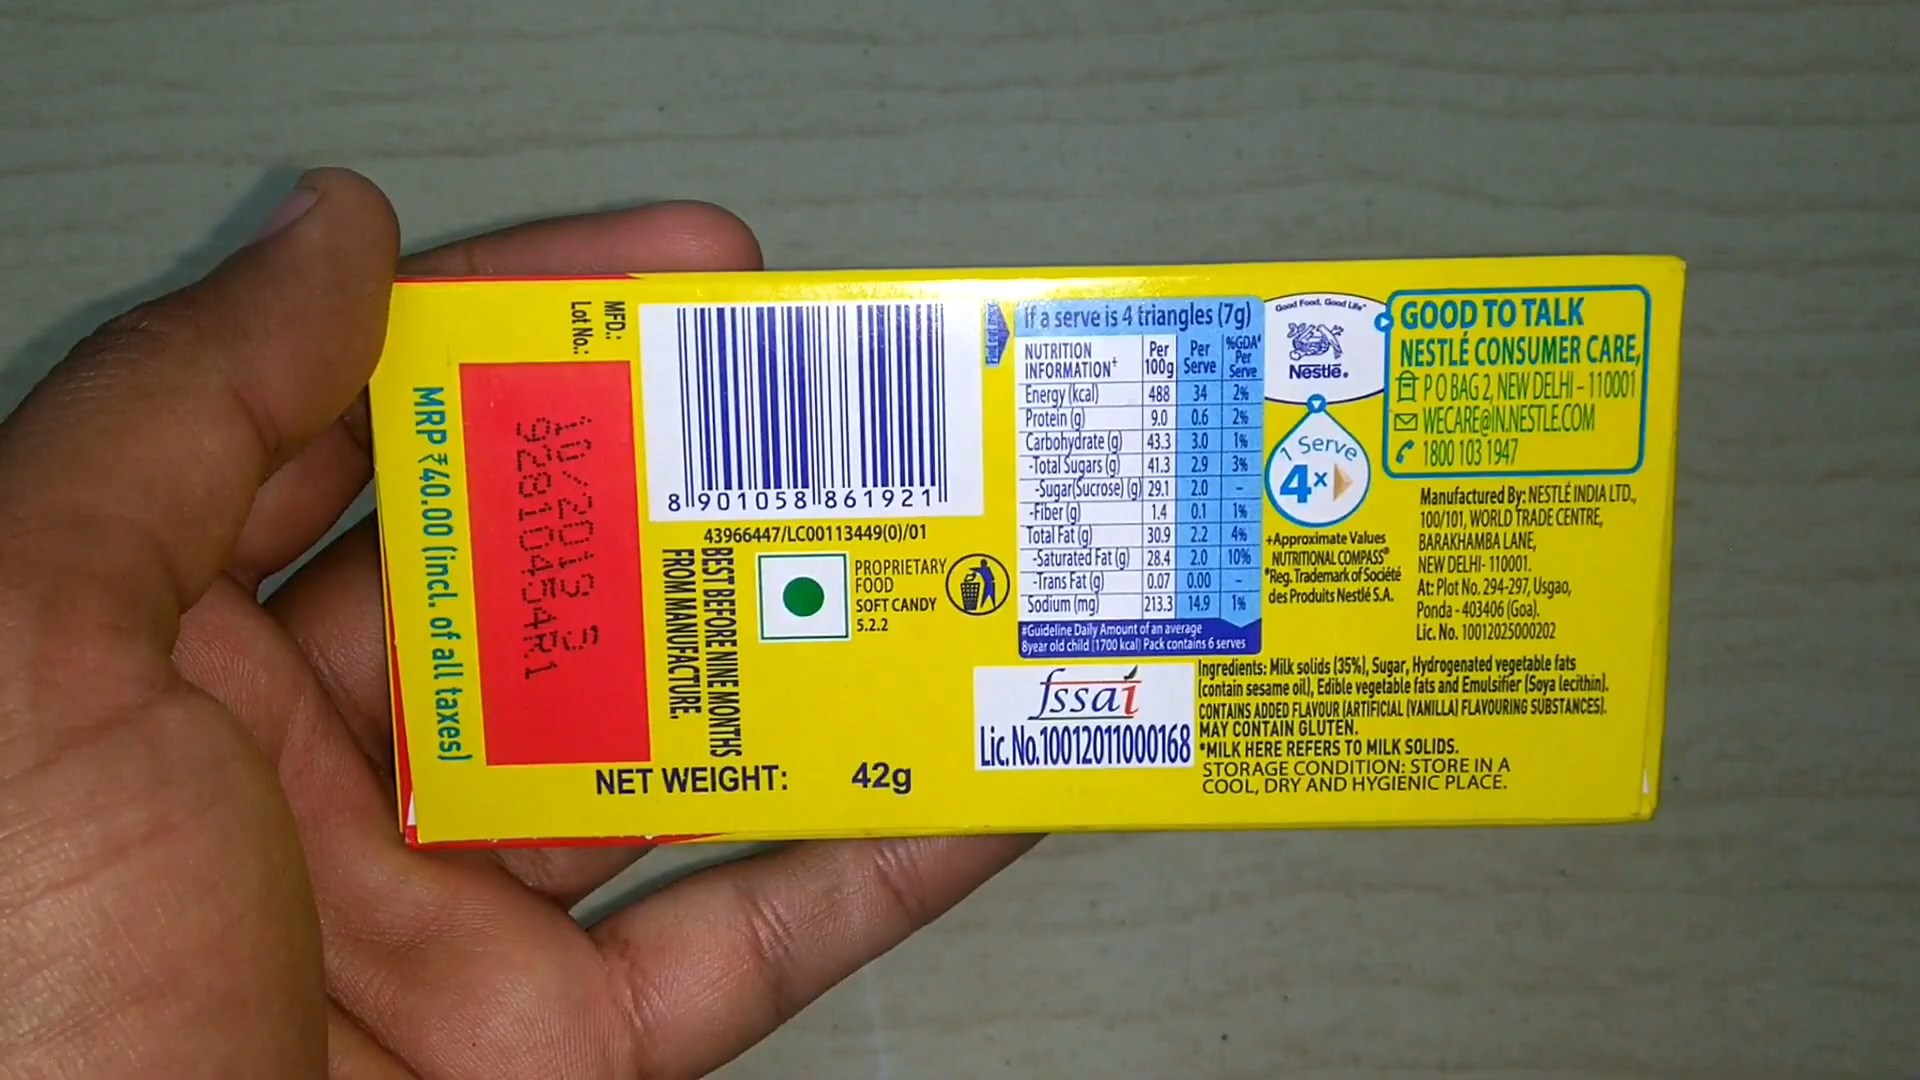 MRP ₹40.00 (incl. of all taxes)
MFD.:
Lot No.:
8 901058 861921
43966447/LC00113449(0)/01
BEST BEFORE NINE MONTHS
FROM MANUFACTURE.
PROPRIETARY
FOOD
SOFT CANDY
5.2.2
NET WEIGHT: 42g
If a serve is 4 triangles (7g)
NUTRITION INFORMATION+ Per 100g Per Serve %GDA# Per Serve
Energy (kcal) 488 34 2%
Protein (g) 9.0 0.6 2%
Carbohydrate (g) 43.3 3.0 1%
-Total Sugars (g) 41.3 2.9 3%
-Sugar(Sucrose) (g) 29.1 2.0 -
-Fiber (g) 1.4 0.1 1%
Total Fat (g) 30.9 2.2 4%
-Saturated Fat (g) 28.4 2.0 10%
-Trans Fat (g) 0.07 0.00 -
Sodium (mg) 213.3 14.9 1%
#Guideline Daily Amount of an average
8year old child (1700 kcal) Pack contains 6 serves
fssai
Lic. No. 10012011000168
Good Food, Good Life™
Nestlé®
1 Serve
4x
+Approximate Values
NUTRITIONAL COMPASS®
®Reg. Trademark of Société
des Produits Nestlé S.A.
GOOD TO TALK
NESTLÉ CONSUMER CARE,
P O BAG 2, NEW DELHI - 110001
WECARE@IN.NESTLE.COM
1800 103 1947
Manufactured By: NESTLÉ INDIA LTD.,
100/101, WORLD TRADE CENTRE,
BARAKHAMBA LANE,
NEW DELHI- 110001.
At: Plot No. 294-297, Usgao,
Ponda - 403406 (Goa).
Lic. No. 10012025000202
Ingredients: Milk solids (35%), Sugar, Hydrogenated vegetable fats
(contain sesame oil), Edible vegetable fats and Emulsifier (Soya lecithin).
CONTAINS ADDED FLAVOUR (ARTIFICIAL (VANILLA) FLAVOURING SUBSTANCES).
MAY CONTAIN GLUTEN.
*MILK HERE REFERS TO MILK SOLIDS.
STORAGE CONDITION: STORE IN A
COOL, DRY AND HYGIENIC PLACE.